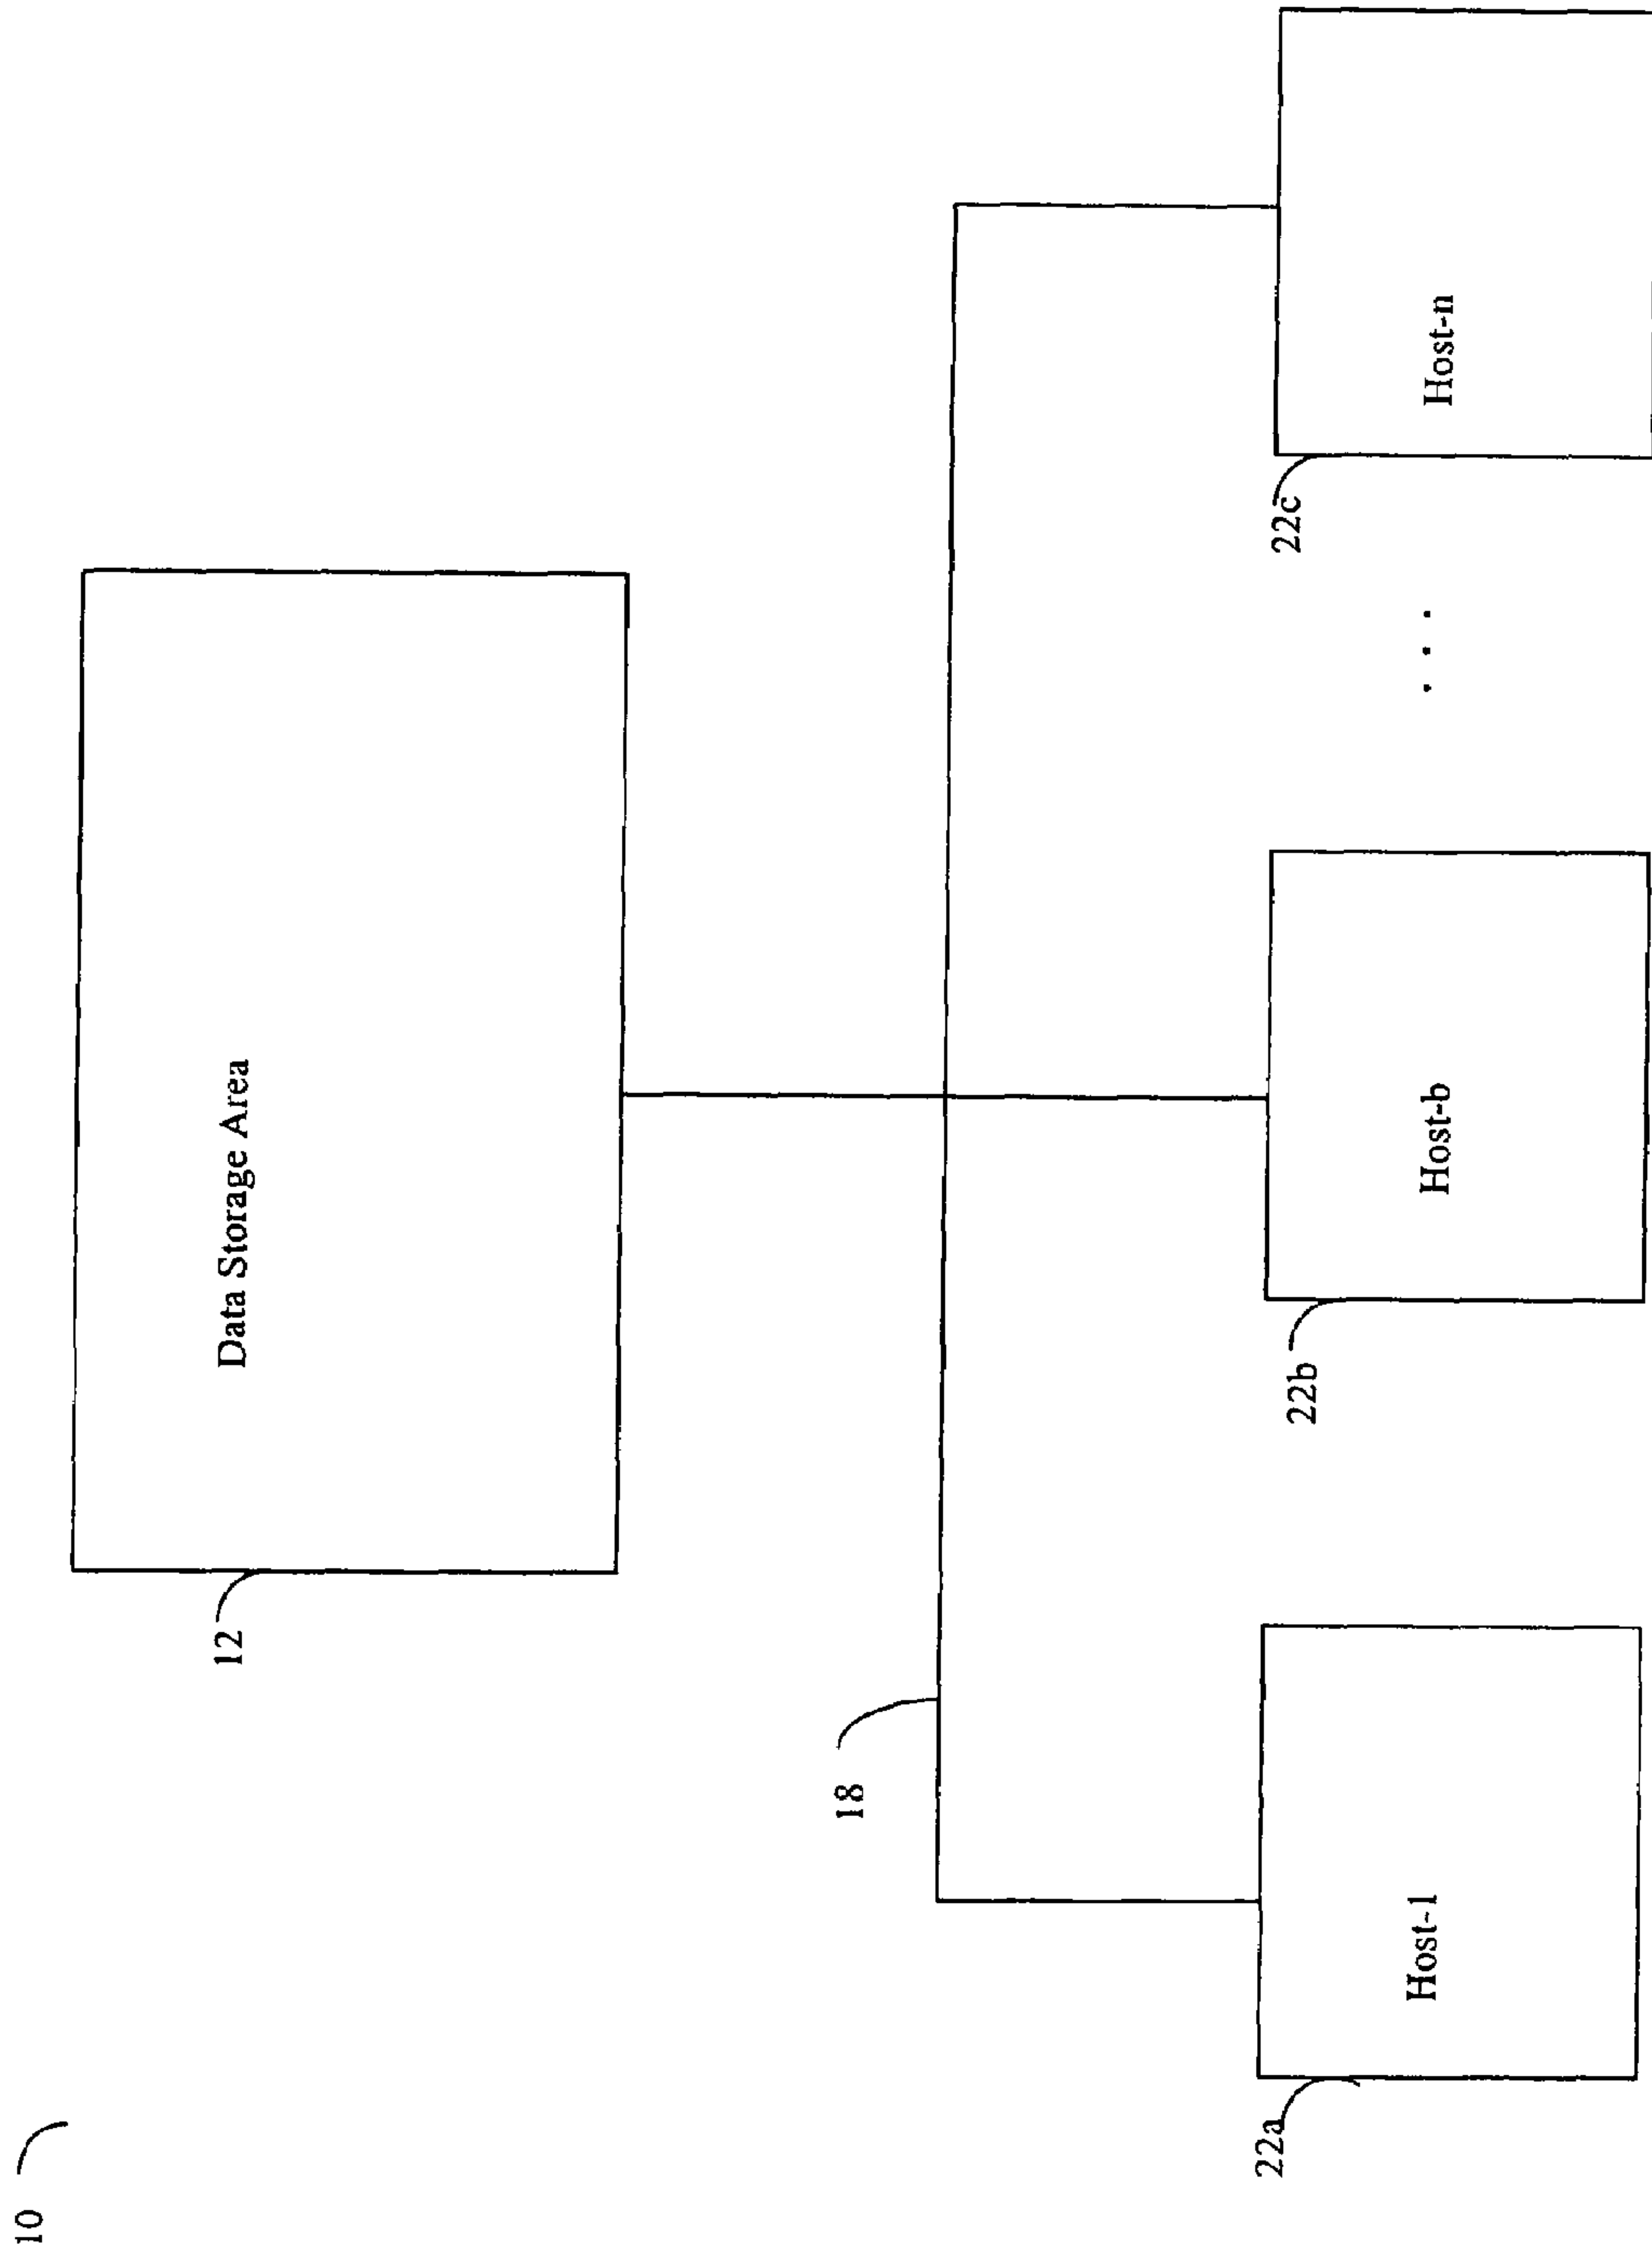 10
12
Data Storage Area
18
22a
Host-1
22b
Host-b
. . .
22c
Host-n